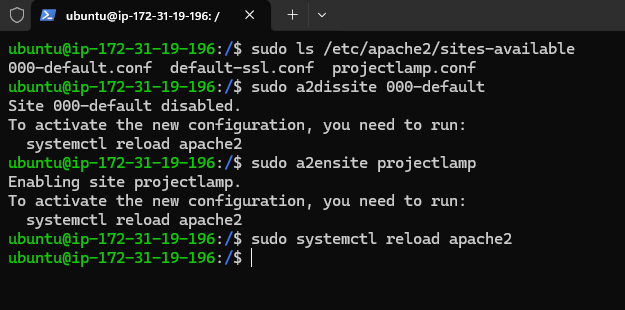 ubuntu@ip-172-31-19-196: /
ubuntu@ip-172-31-19-196:/$ sudo ls /etc/apache2/sites-available
000-default.conf  default-ssl.conf  projectlamp.conf
ubuntu@ip-172-31-19-196:/$ sudo a2dissite 000-default
Site 000-default disabled.
To activate the new configuration, you need to run:
  systemctl reload apache2
ubuntu@ip-172-31-19-196:/$ sudo a2ensite projectlamp
Enabling site projectlamp.
To activate the new configuration, you need to run:
  systemctl reload apache2
ubuntu@ip-172-31-19-196:/$ sudo systemctl reload apache2
ubuntu@ip-172-31-19-196:/$